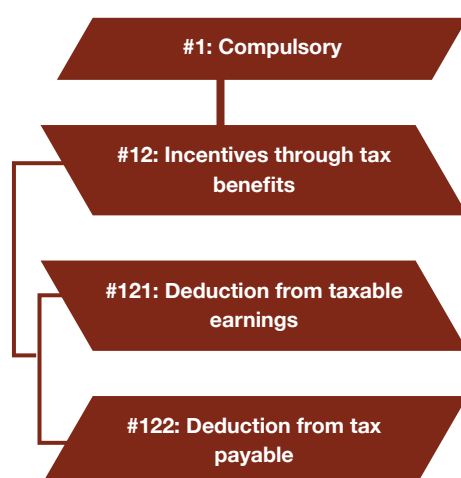 #1: Compulsory
#12: Incentives through tax
benefits
#121: Deduction from taxable
earnings
#122: Deduction from tax
payable